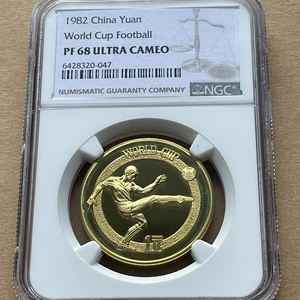 1982 China Yuan
World Cup Football
PF 68 ULTRA CAMEO
6428320-047
NUMISMATIC GUARANTY COMPANY
NGC
WORLD CUP